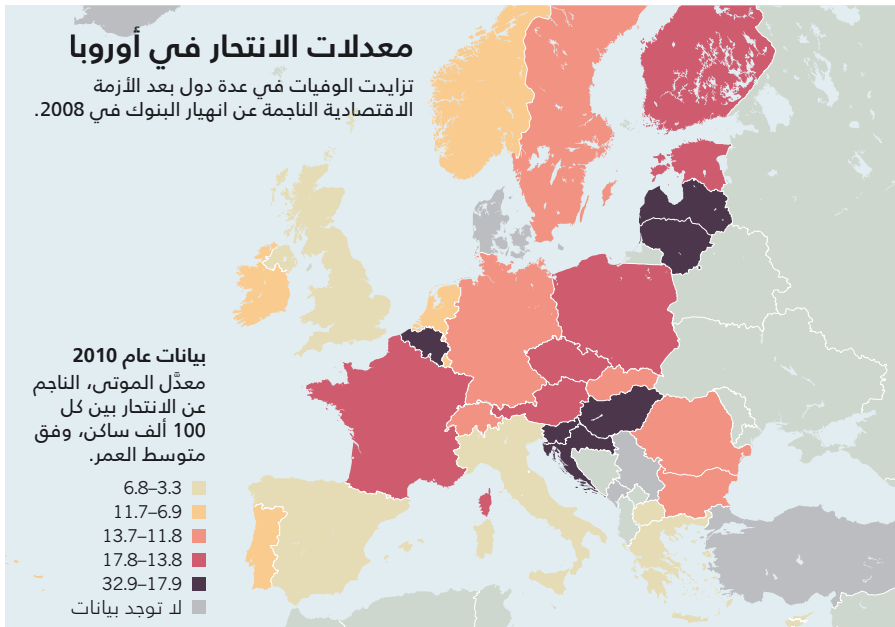 معدلات الانتحار في أوروبا
تزايدت الوفيات في عدة دول بعد الأزمة
الاقتصادية الناجمة عن انهيار البنوك في 2008.
بيانات عام 2010
معدَّل الموتى، الناجم
عن الانتحار بين كل
100 ألف ساكن، وفق
متوسط العمر.
6.8–3.3
11.7–6.9
13.7–11.8
17.8–13.8
32.9–17.9
لا توجد بيانات